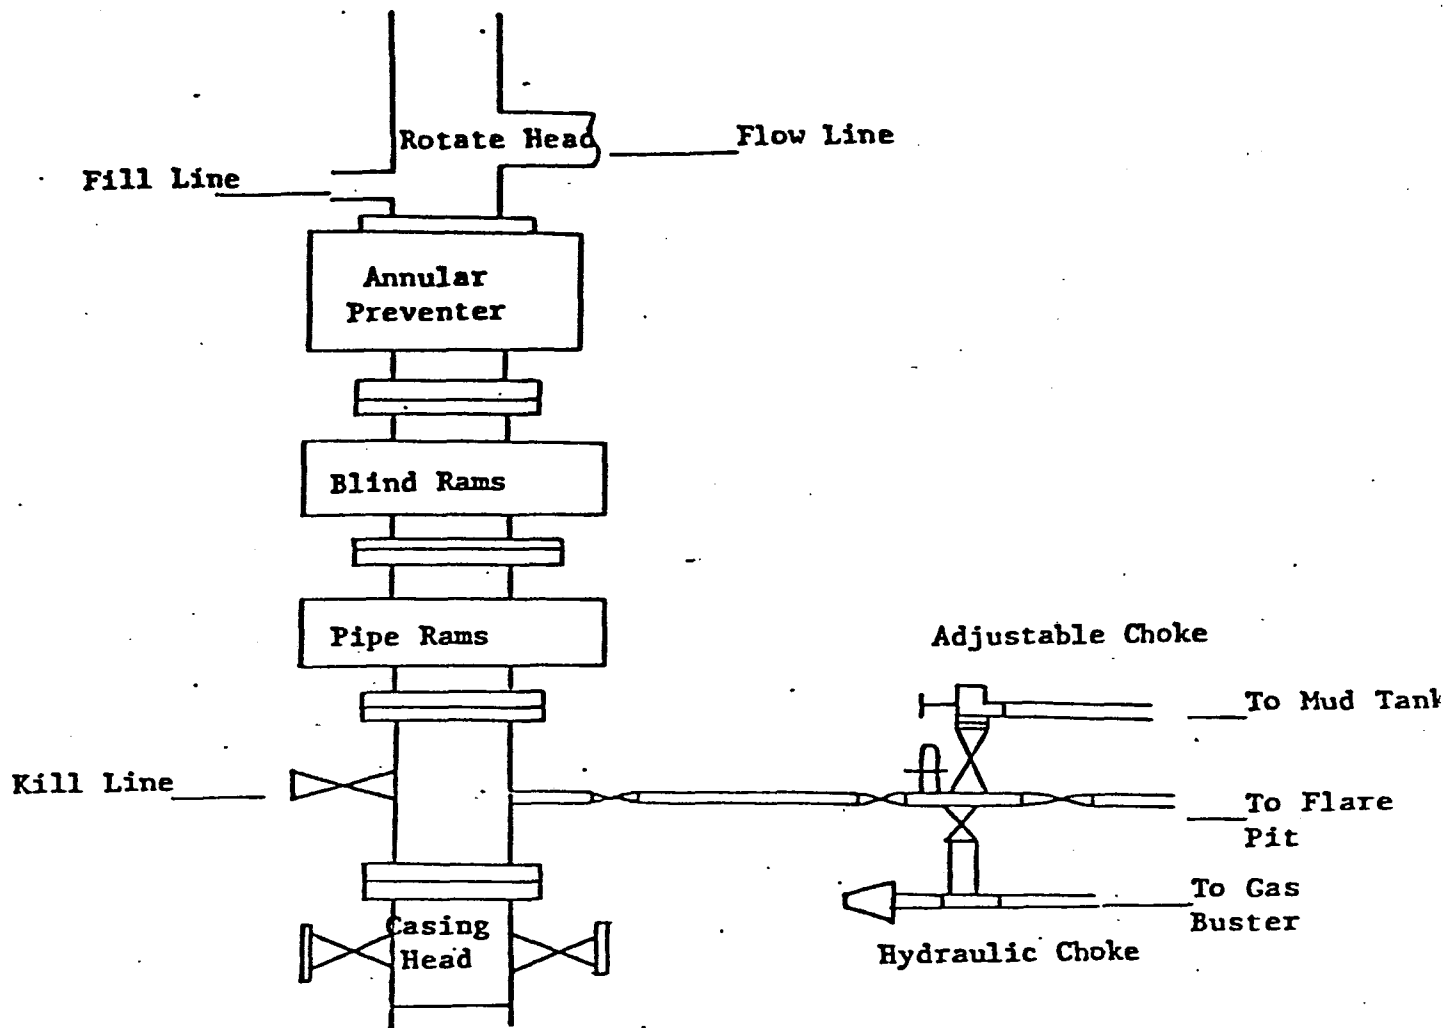 Rotate Head
Flow Line
Fill Line
Annular
Preventer
Blind Rams
Pipe Rams
Adjustable Choke
To Mud Tank
Kill Line
To Flare
Pit
To Gas
Buster
Casing
Head
Hydraulic Choke